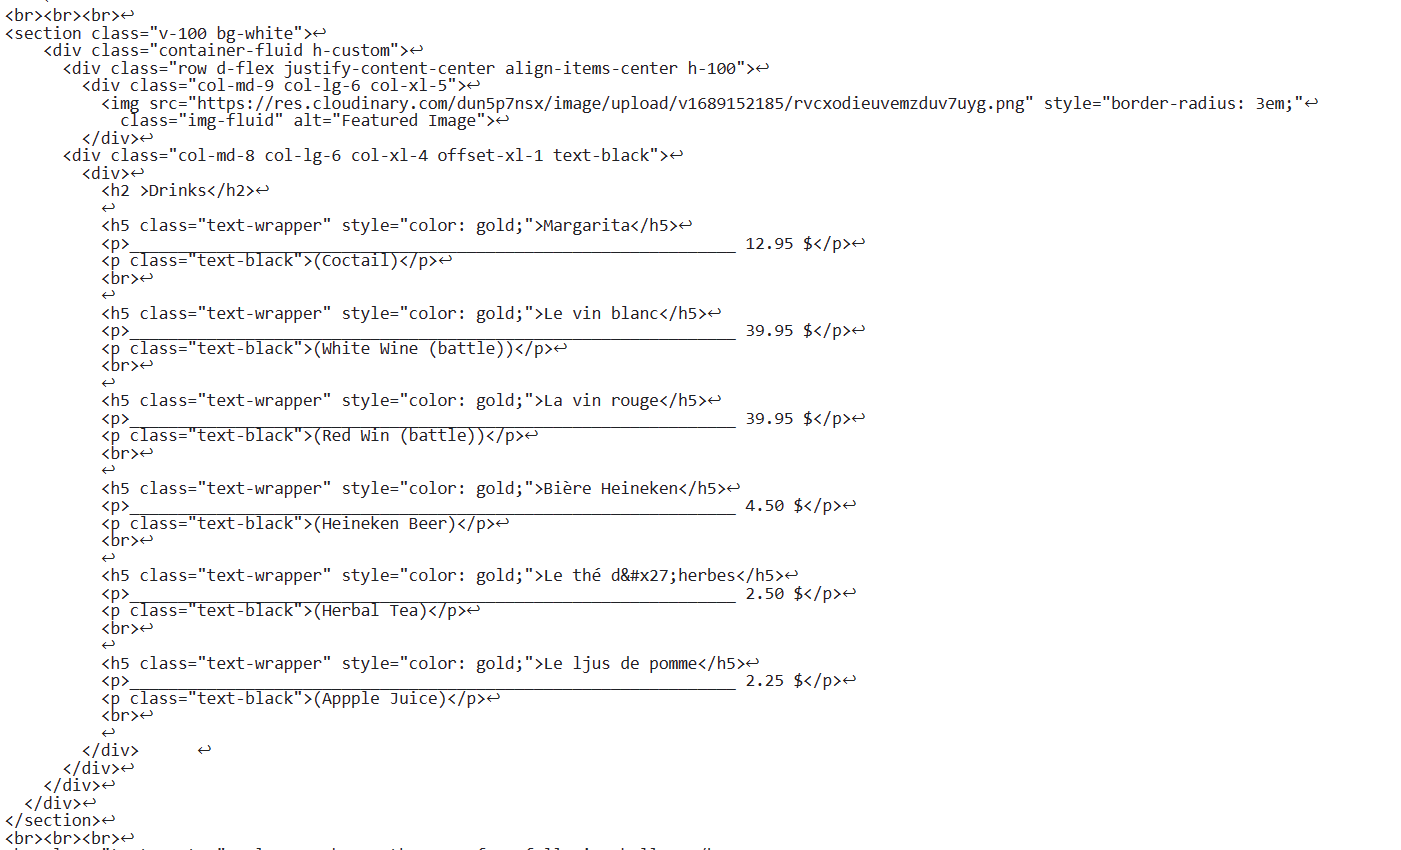 <br><br><br>↩
<section class="v-100 bg-white">↩
    <div class="container-fluid h-custom">↩
      <div class="row d-flex justify-content-center align-items-center h-100">↩
        <div class="col-md-9 col-lg-6 col-xl-5">↩
          <img src="https://res.cloudinary.com/dun5p7nsx/image/upload/v1689152185/rvcxodieuvemzduv7uyg.png" style="border-radius: 3em;"↩
            class="img-fluid" alt="Featured Image">↩
        </div>↩
      <div class="col-md-8 col-lg-6 col-xl-4 offset-xl-1 text-black">↩
        <div>↩
          <h2 >Drinks</h2>↩
          ↩
          <h5 class="text-wrapper" style="color: gold;">Margarita</h5>↩
          <p>_______________________________________________________________ 12.95 $</p>↩
          <p class="text-black">(Coctail)</p>↩
          <br>↩
          ↩
          <h5 class="text-wrapper" style="color: gold;">Le vin blanc</h5>↩
          <p>_______________________________________________________________ 39.95 $</p>↩
          <p class="text-black">(White Wine (battle))</p>↩
          <br>↩
          ↩
          <h5 class="text-wrapper" style="color: gold;">La vin rouge</h5>↩
          <p>_______________________________________________________________ 39.95 $</p>↩
          <p class="text-black">(Red Win (battle))</p>↩
          <br>↩
          ↩
          <h5 class="text-wrapper" style="color: gold;">Bière Heineken</h5>↩
          <p>_______________________________________________________________ 4.50 $</p>↩
          <p class="text-black">(Heineken Beer)</p>↩
          <br>↩
          ↩
          <h5 class="text-wrapper" style="color: gold;">Le thé d&#x27;herbes</h5>↩
          <p>_______________________________________________________________ 2.50 $</p>↩
          <p class="text-black">(Herbal Tea)</p>↩
          <br>↩
          ↩
          <h5 class="text-wrapper" style="color: gold;">Le ljus de pomme</h5>↩
          <p>_______________________________________________________________ 2.25 $</p>↩
          <p class="text-black">(Appple Juice)</p>↩
          <br>↩
          ↩
        </div>      ↩
      </div>↩
    </div>↩
  </div>↩
</section>↩
<br><br><br>↩